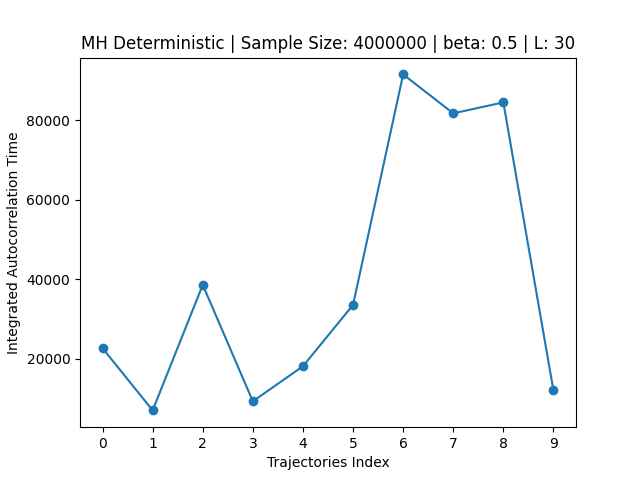 MH Deterministic | Sample Size: 4000000 | beta: 0.5 | L: 30
Integrated Autocorrelation Time
80000
60000
40000
20000
0 1 2 3 4 5 6 7 8 9
Trajectories Index